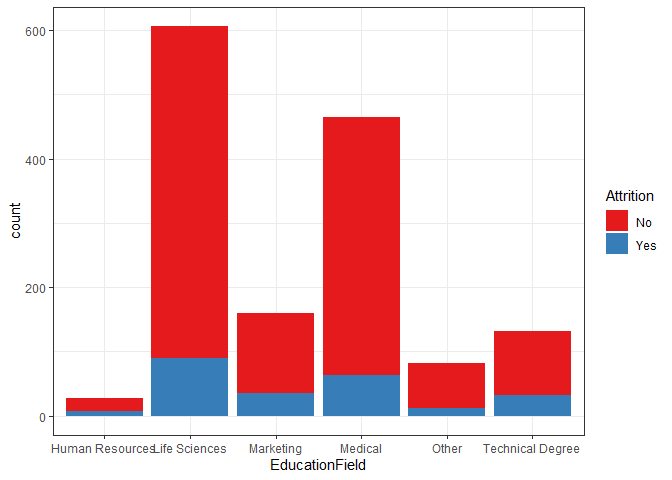 600
400
200
0
count
Human Resources Life Sciences Marketing Medical Other Technical Degree
EducationField
Attrition
No
Yes